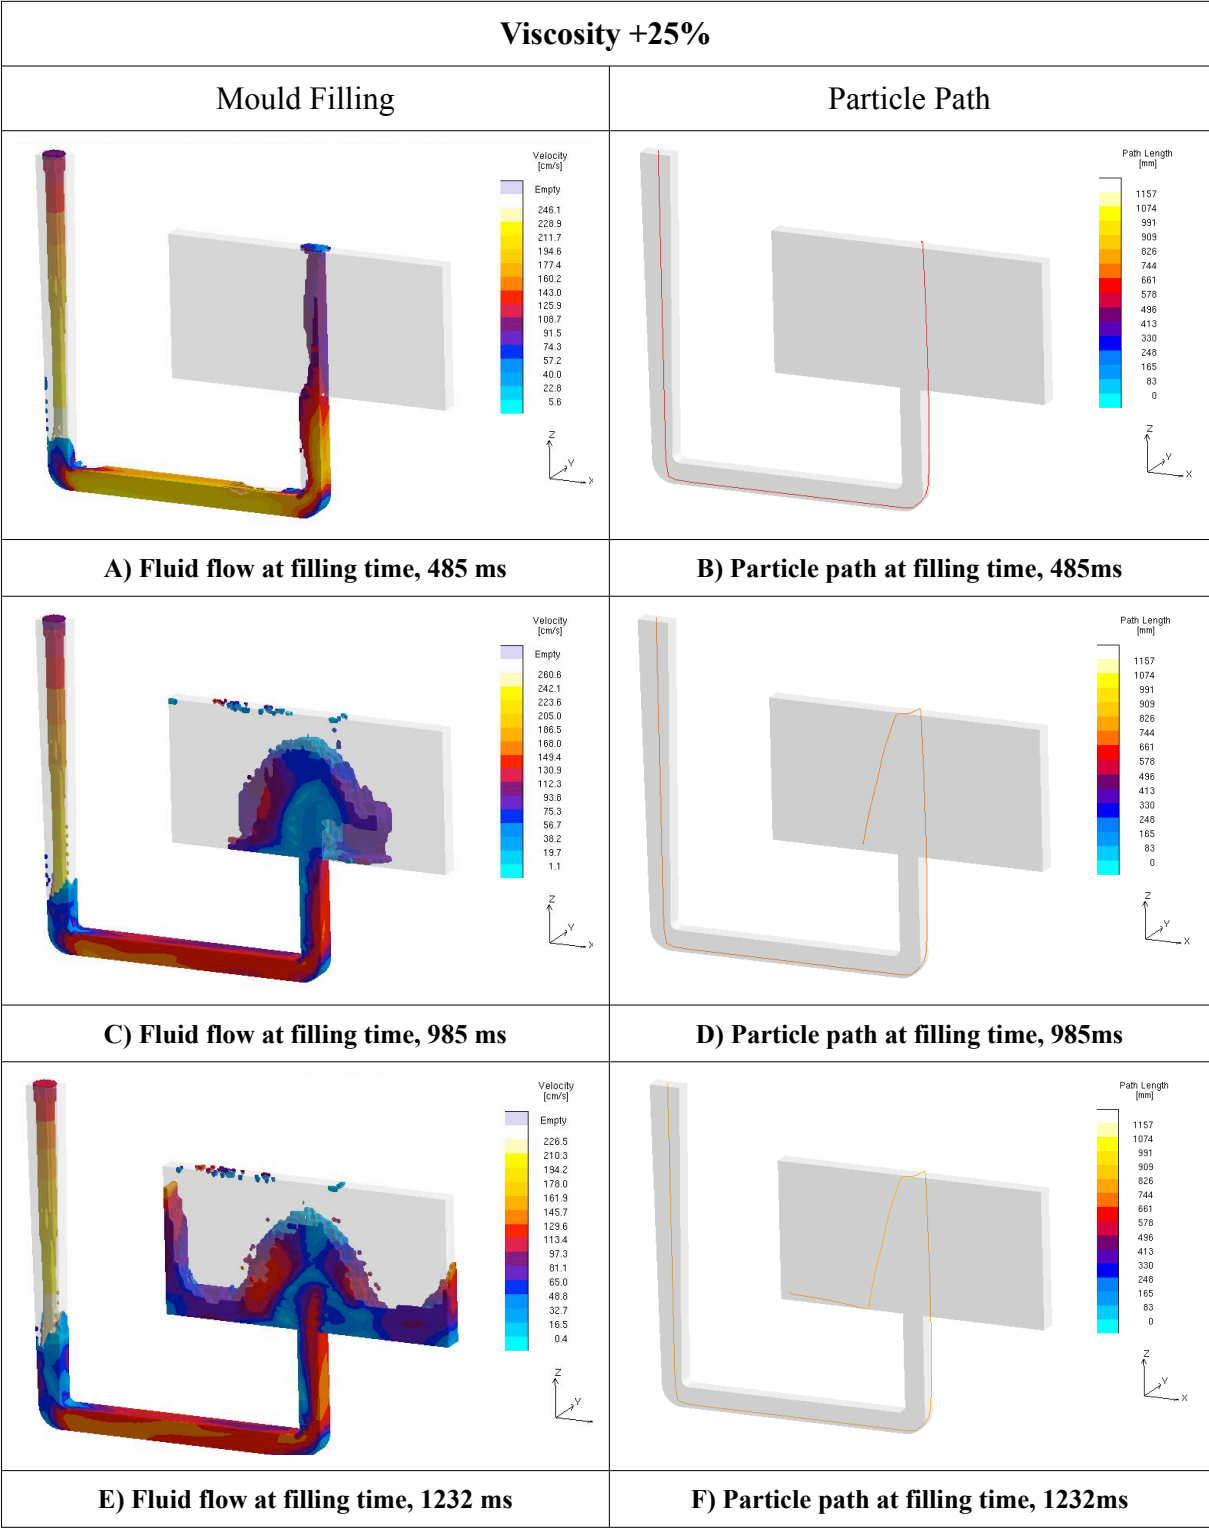 Viscosity +25%
Mould Filling
Particle Path
Velocity
[cm/s]
Empty
246.1
228.9
211.7
194.6
177.4
160.2
143.0
125.9
108.7
91.5
74.3
57.2
40.0
22.8
5.6
Z
Y
X
Path Length
[mm]
1157
1074
991
909
826
744
661
578
496
413
330
248
165
83
0
Z
Y
X
A) Fluid flow at filling time, 485 ms
B) Particle path at filling time, 485ms
Velocity
[cm/s]
Empty
260.6
242.1
223.6
205.0
186.5
168.0
149.4
130.9
112.3
93.8
75.3
56.7
38.2
19.7
1.1
Z
Y
X
Path Length
[mm]
1157
1074
991
909
826
744
661
578
496
413
330
248
165
83
0
Z
Y
X
C) Fluid flow at filling time, 985 ms
D) Particle path at filling time, 985ms
Velocity
[cm/s]
Empty
226.5
210.3
194.2
178.0
161.9
145.7
129.6
113.4
97.3
81.1
65.0
48.8
32.7
16.5
0.4
Z
Y
Path Length
[mm]
1157
1074
991
909
826
744
661
578
496
413
330
248
165
83
0
Z
Y
X
E) Fluid flow at filling time, 1232 ms
F) Particle path at filling time, 1232ms